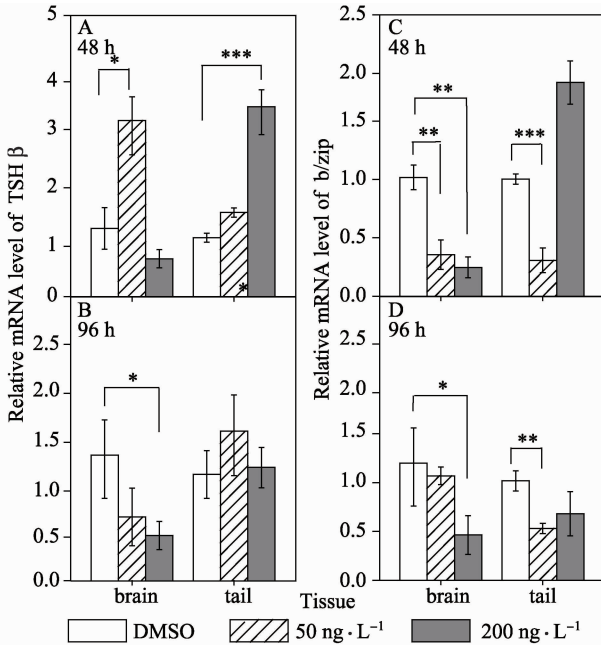 A
48 h
*
***
5
4
3
2
1
0
Relative mRNA level of TSH β
*
B
96 h
*
2.5
2.0
1.5
1.0
0.5
0.0
brain
tail
C
48 h
**
**
***
2.5
2.0
1.5
1.0
0.5
0.0
Relative mRNA level of b/zip
D
96 h
*
**
2.5
2.0
1.0
1.5
1.0
0.5
0.0
brain
tail
Tissue
DMSO
50 ng · L⁻¹
200 ng · L⁻¹